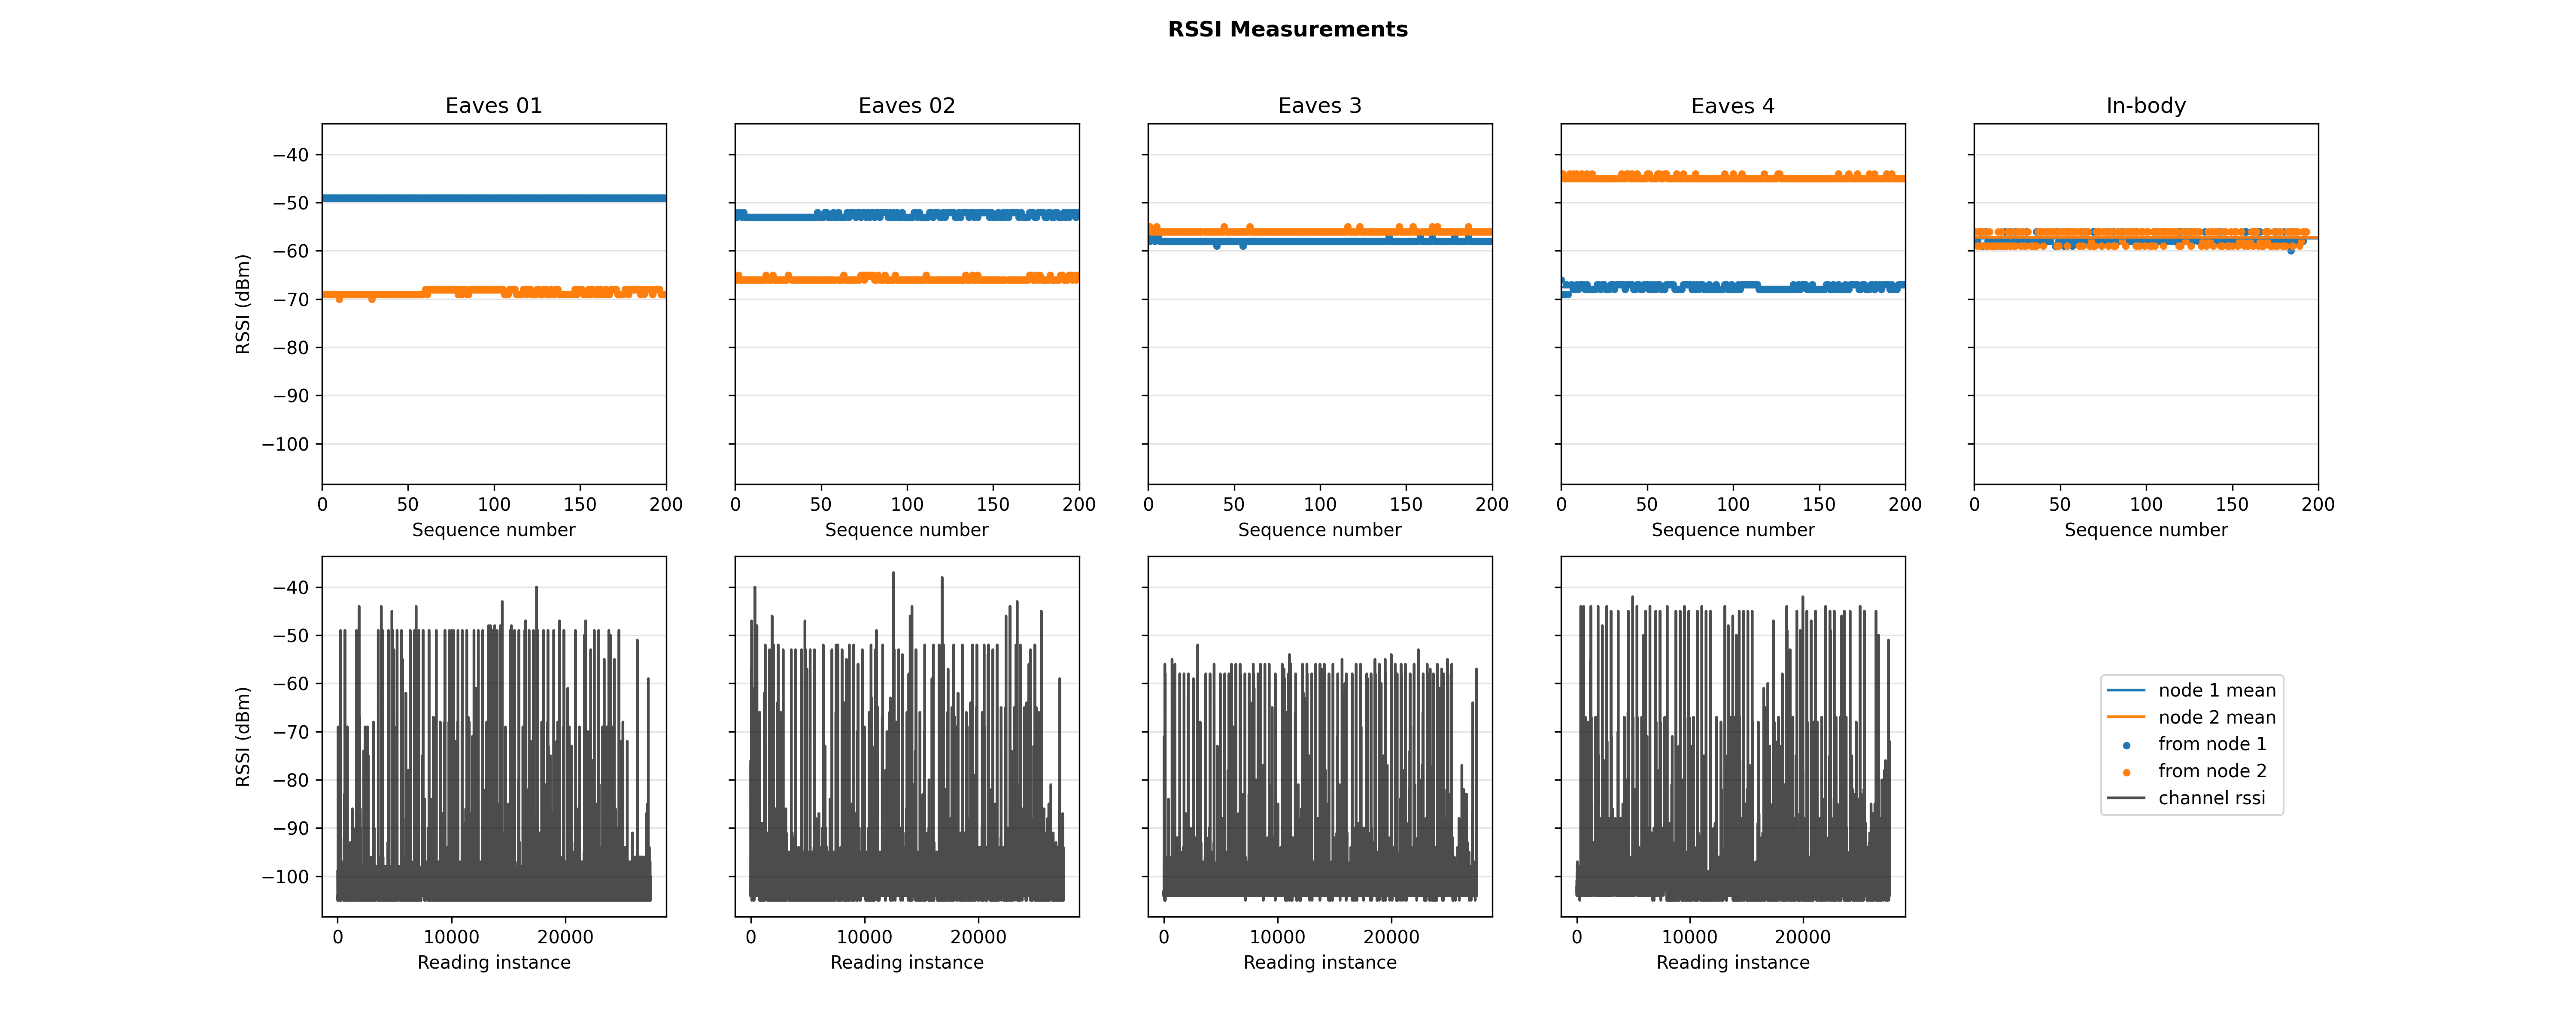 RSSI Measurements
Eaves 01
Eaves 02
Eaves 3
Eaves 4
In-body
RSSI (dBm)
−40
−50
−60
−70
−80
−90
−100
0 50 100 150 200
0 50 100 150 200
0 50 100 150 200
0 50 100 150 200
0 50 100 150 200
Sequence number
Sequence number
Sequence number
Sequence number
Sequence number
RSSI (dBm)
−40
−50
−60
−70
−80
−90
−100
0 10000 20000
0 10000 20000
0 10000 20000
0 10000 20000
Reading instance
Reading instance
Reading instance
Reading instance
node 1 mean
node 2 mean
from node 1
from node 2
channel rssi